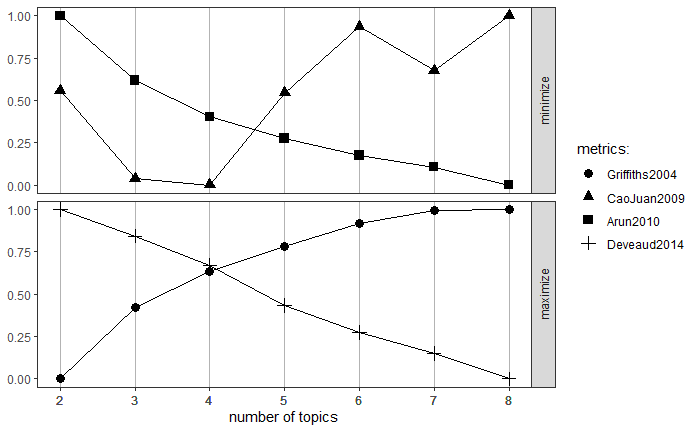 1.00
0.75
0.50
0.25
0.00
minimize
1.00
0.75
0.50
0.25
0.00
maximize
2 3 4 5 6 7 8
number of topics
metrics:
Griffiths2004
CaoJuan2009
Arun2010
Deveaud2014